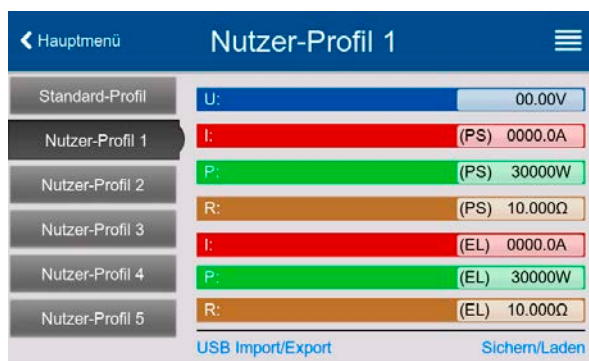 Hauptmenü
Nutzer-Profil 1
Standard-Profil
Nutzer-Profil 1
Nutzer-Profil 2
Nutzer-Profil 3
Nutzer-Profil 4
Nutzer-Profil 5
U: 00.00V
I: (PS) 0000.0A
P: (PS) 30000W
R: (PS) 10.000Ω
I: (EL) 0000.0A
P: (EL) 30000W
R: (EL) 10.000Ω
USB Import/Export
Sichern/Laden